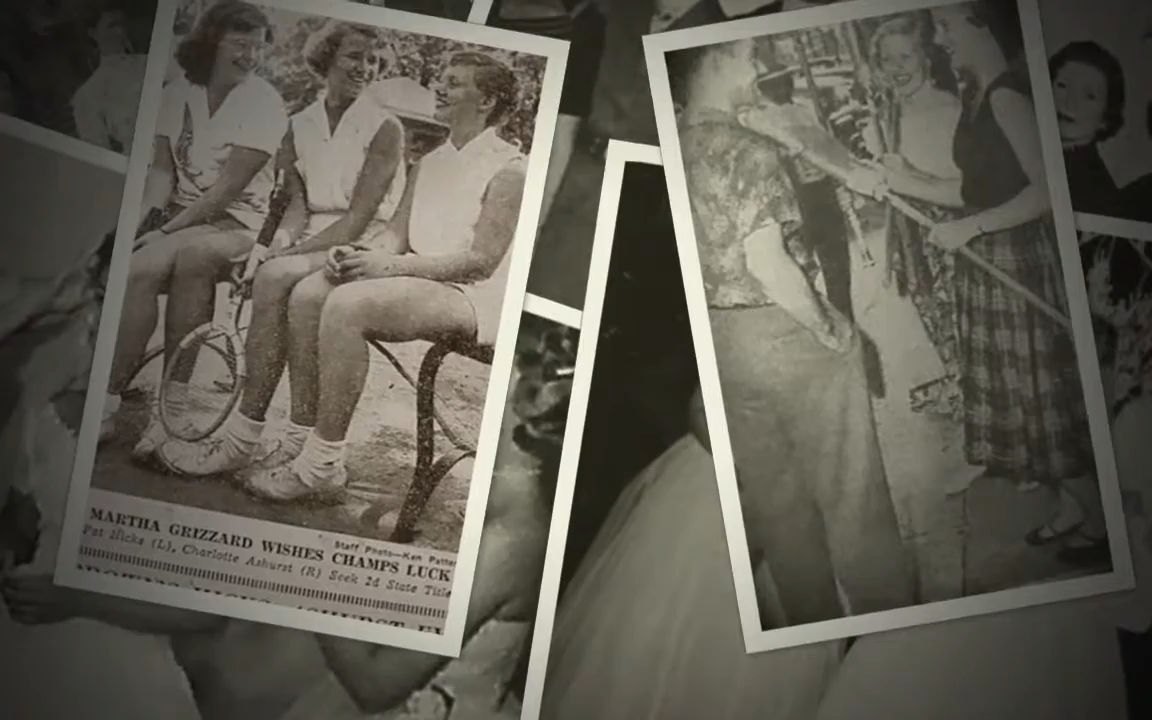 MARTHA GRIZZARD WISHES CHAMPS LUCK
Staff Photo—Ken Patter
Pat Hicks (L), Charlotte Ashurst (R) Seek 2d State Title